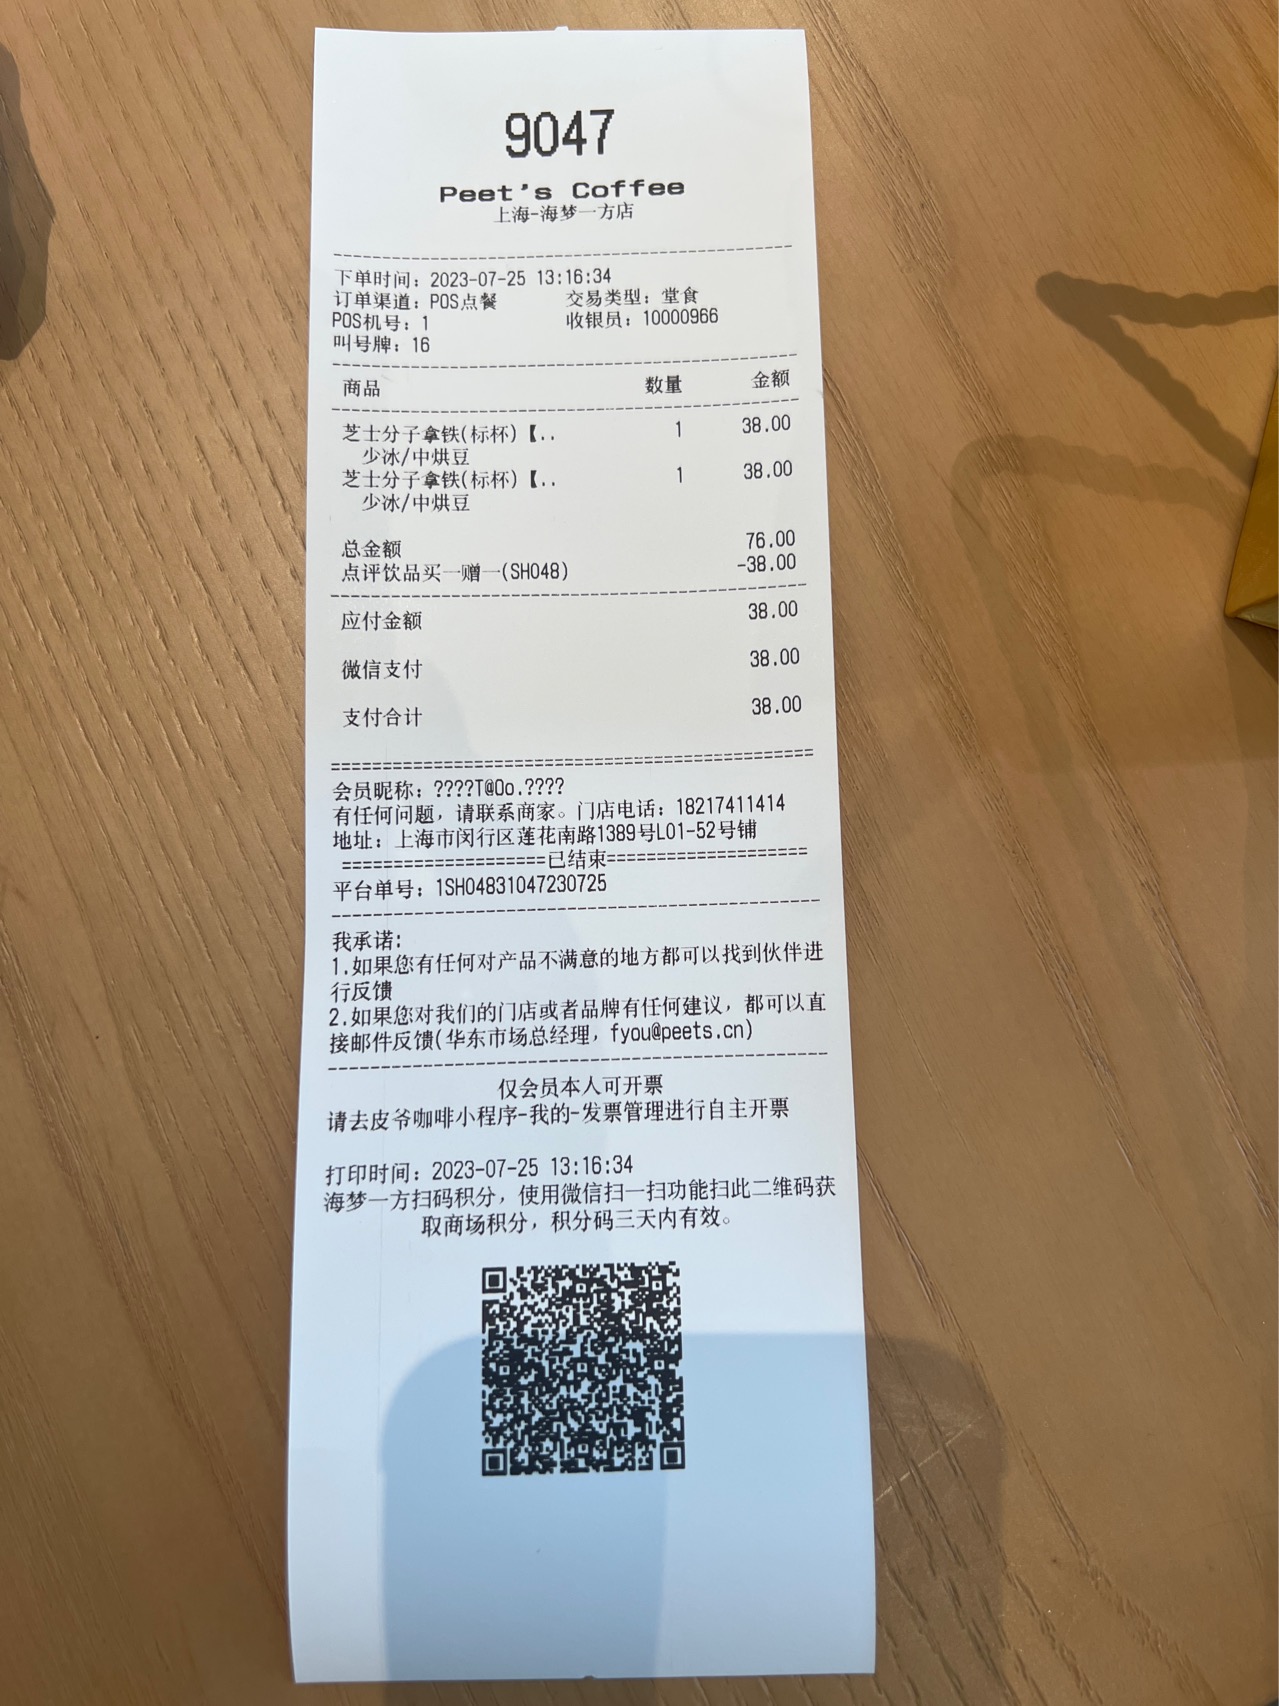 9047
Peet's Coffee
上海-海梦一方店
下单时间：2023-07-25 13:16:34
订单渠道：POS点餐 交易类型：堂食
POS机号：1 收银员：10000966
叫号牌：16
商品 数量 金额
芝士分子拿铁(标杯)【.. 1 38.00
少冰/中烘豆
芝士分子拿铁(标杯)【.. 1 38.00
少冰/中烘豆
总金额 76.00
点评饮品买一赠一(SH048) -38.00
应付金额 38.00
微信支付 38.00
支付合计 38.00
会员昵称：????T@Oo.????
有任何问题，请联系商家。门店电话：18217411414
地址：上海市闵行区莲花南路1389号L01-52号铺
====================已结束====================
平台单号：1SH04831047230725
我承诺:
1.如果您有任何对产品不满意的地方都可以找到伙伴进
行反馈
2.如果您对我们的门店或者品牌有任何建议，都可以直
接邮件反馈(华东市场总经理，fyou@peets.cn)
仅会员本人可开票
请去皮爷咖啡小程序-我的-发票管理进行自主开票
打印时间：2023-07-25 13:16:34
海梦一方扫码积分，使用微信扫一扫功能扫此二维码获
取商场积分，积分码三天内有效。